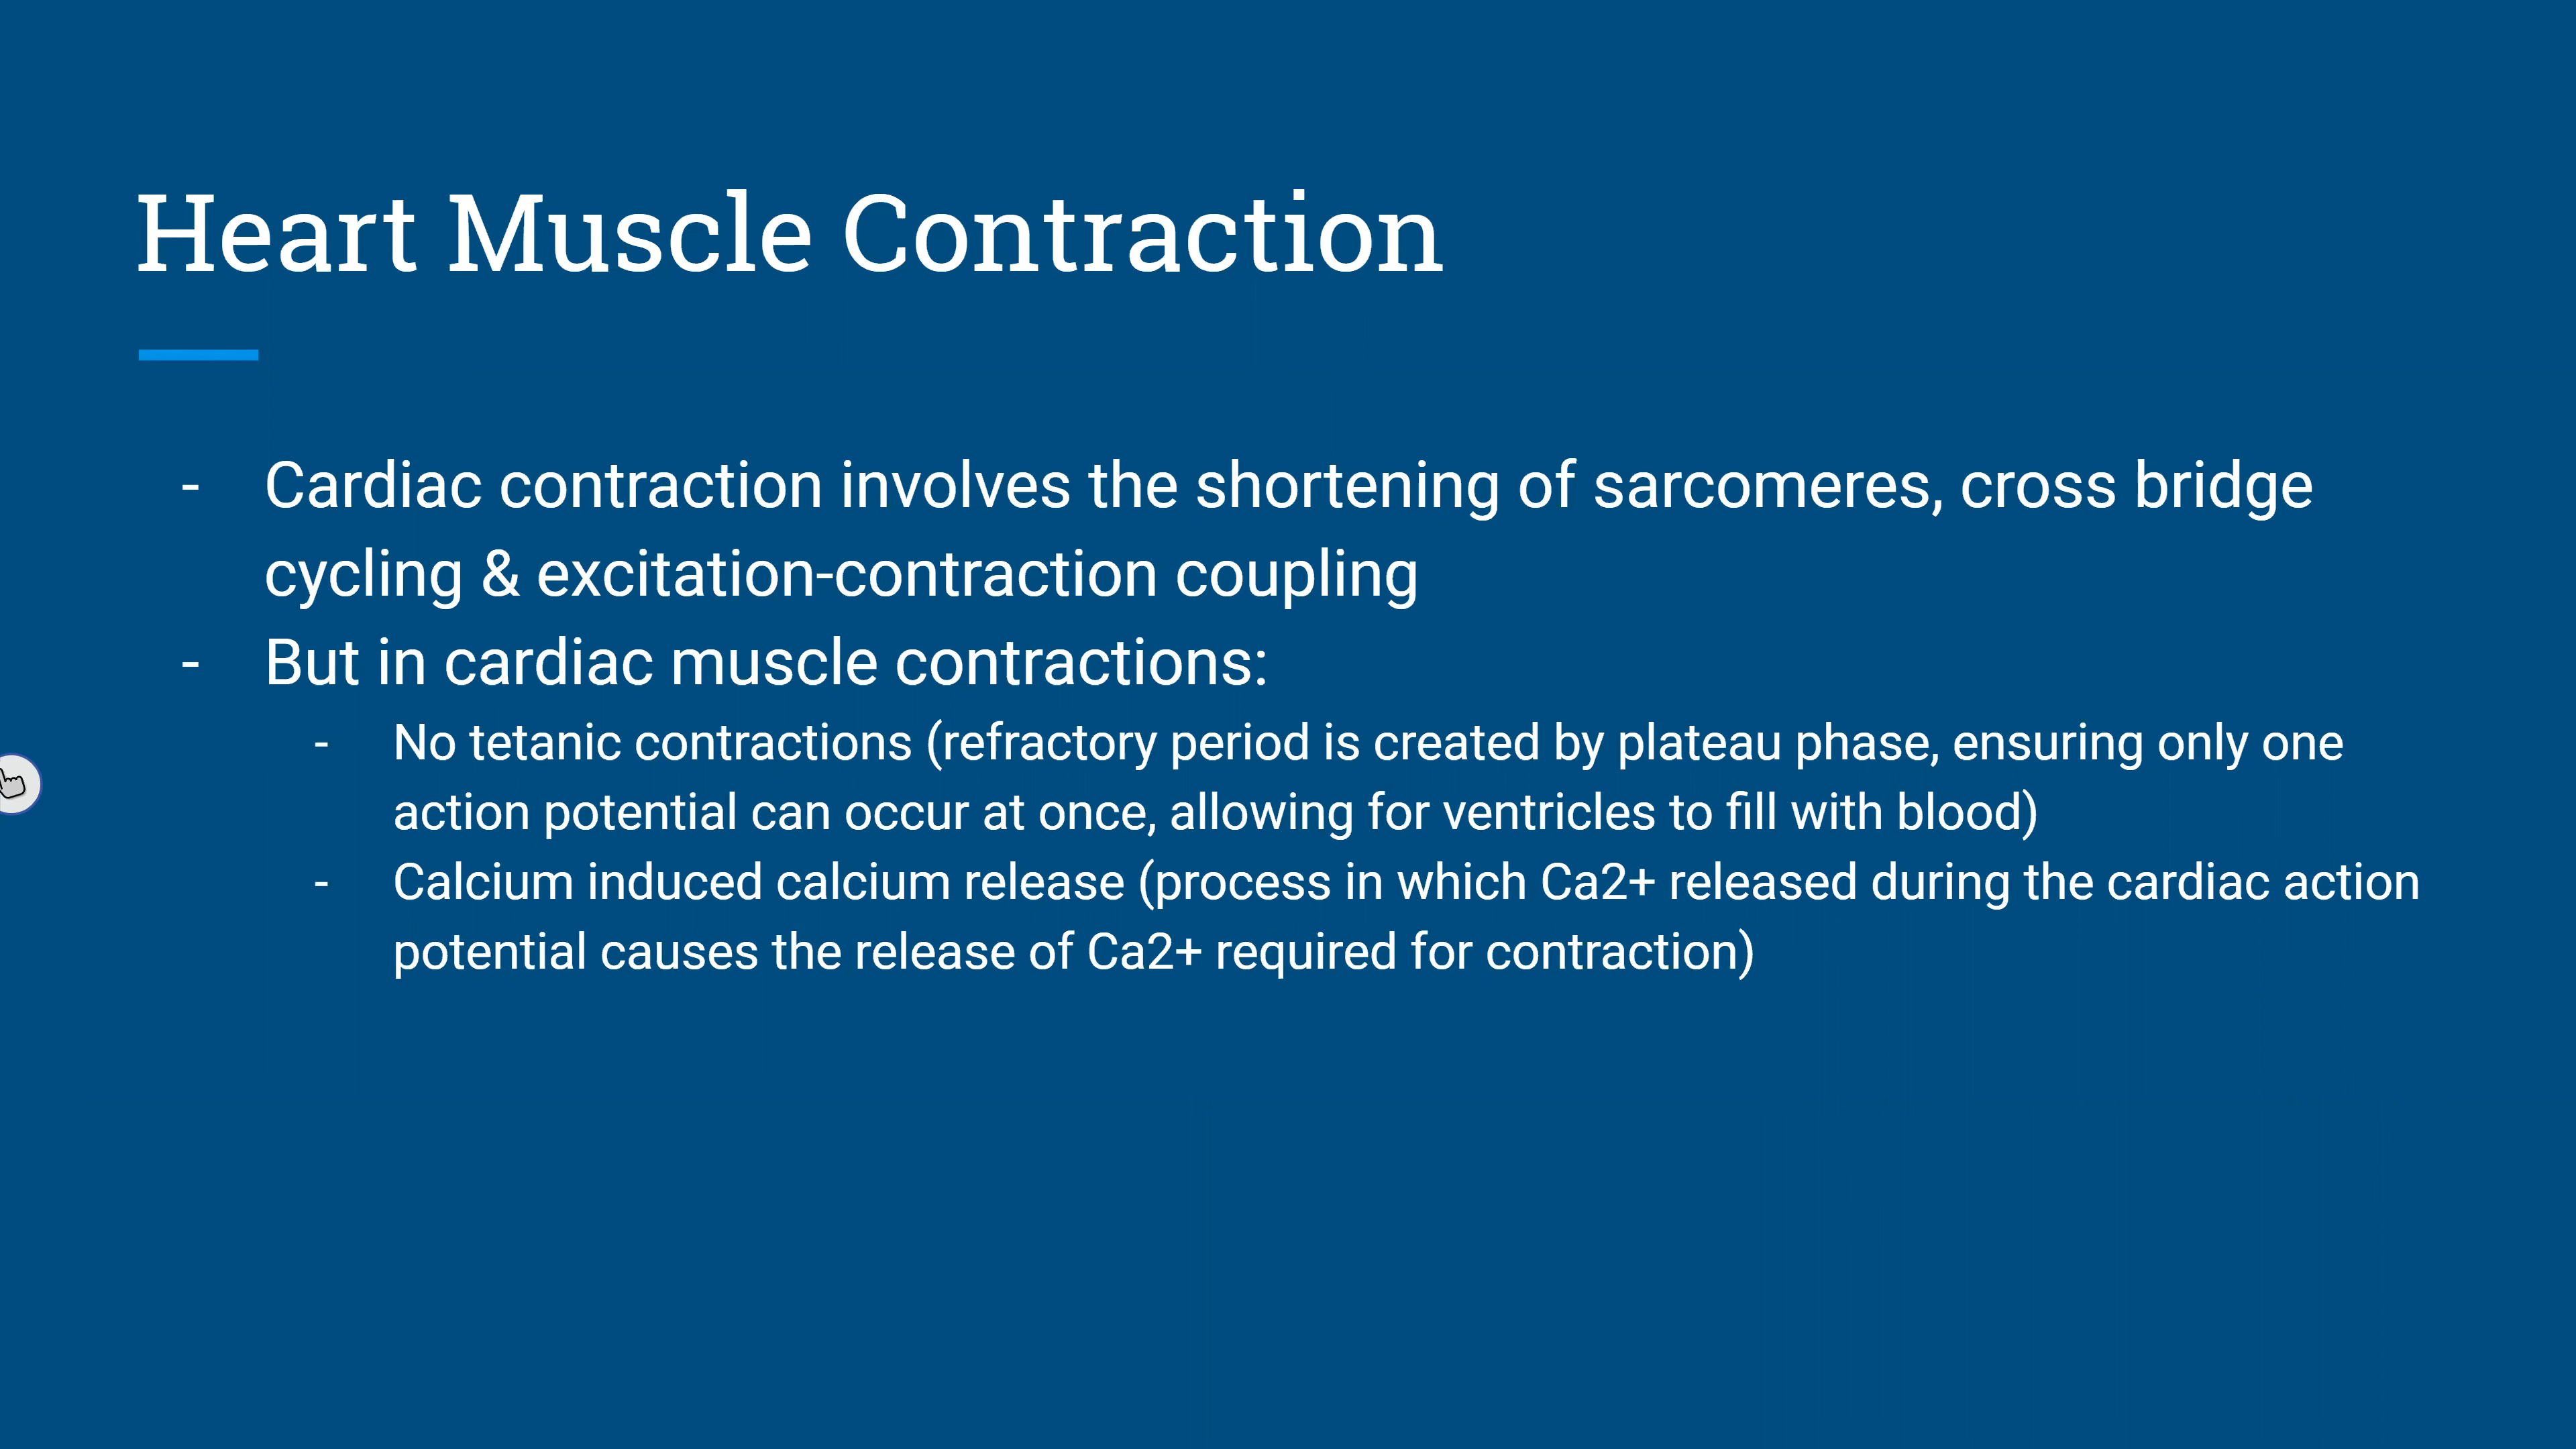 Heart Muscle Contraction
- Cardiac contraction involves the shortening of sarcomeres, cross bridge
cycling & excitation-contraction coupling
- But in cardiac muscle contractions:
- No tetanic contractions (refractory period is created by plateau phase, ensuring only one
action potential can occur at once, allowing for ventricles to fill with blood)
- Calcium induced calcium release (process in which Ca2+ released during the cardiac action
potential causes the release of Ca2+ required for contraction)